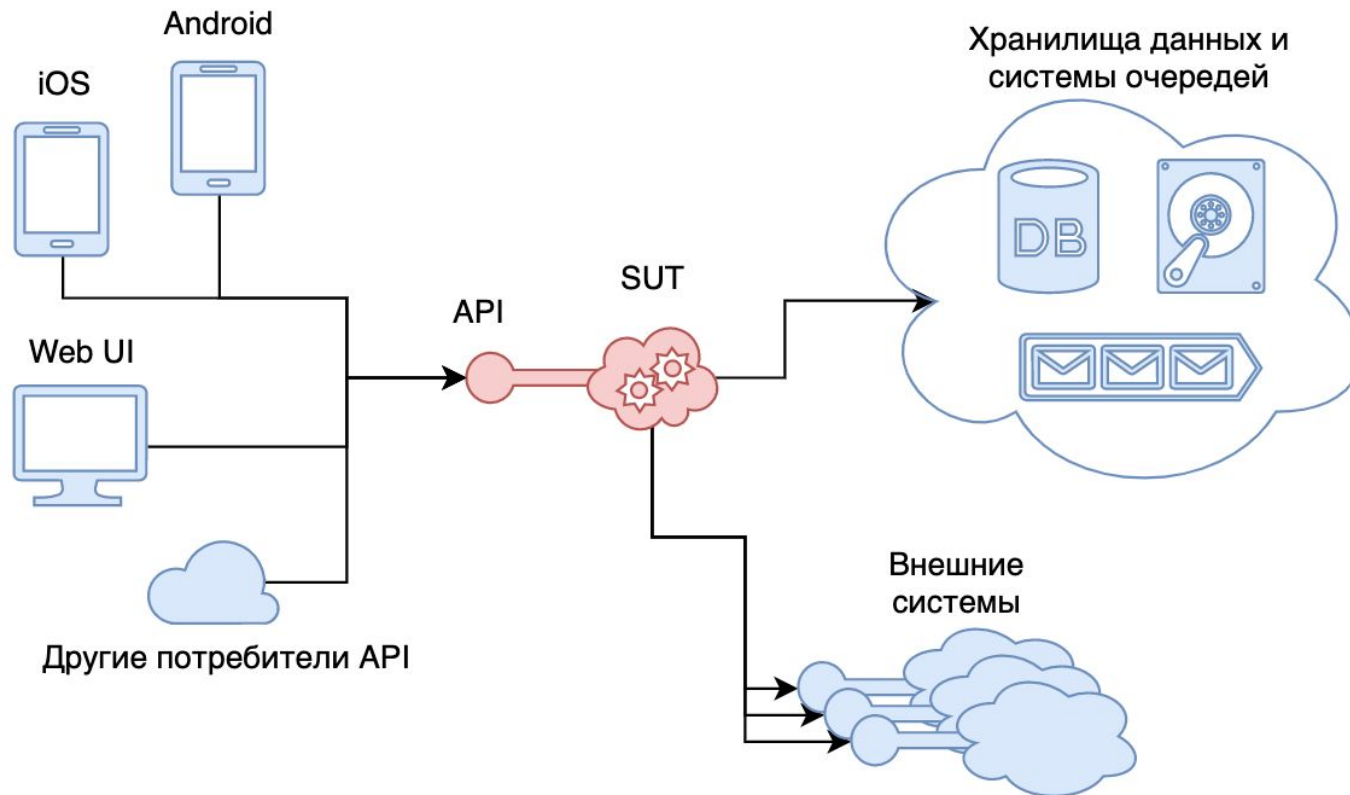 Android
iOS
Хранилища данных и
системы очередей
DB
SUT
API
Web UI
Внешние
системы
Другие потребители API